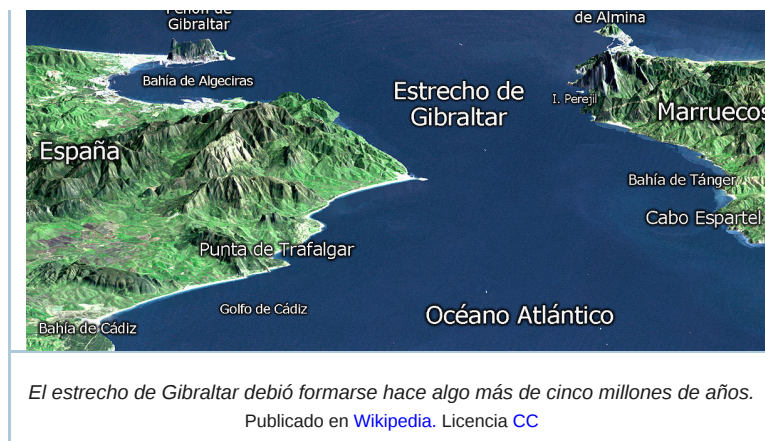 Peñón de
Gibraltar
de Almina
Bahía de Algeciras
Estrecho de
Gibraltar
I. Perejil
Marruecos
España
Bahía de Tánger
Cabo Espartel
Punta de Trafalgar
Golfo de Cádiz
Océano Atlántico
Bahía de Cádiz
El estrecho de Gibraltar debió formarse hace algo más de cinco millones de años.
Publicado en Wikipedia. Licencia CC